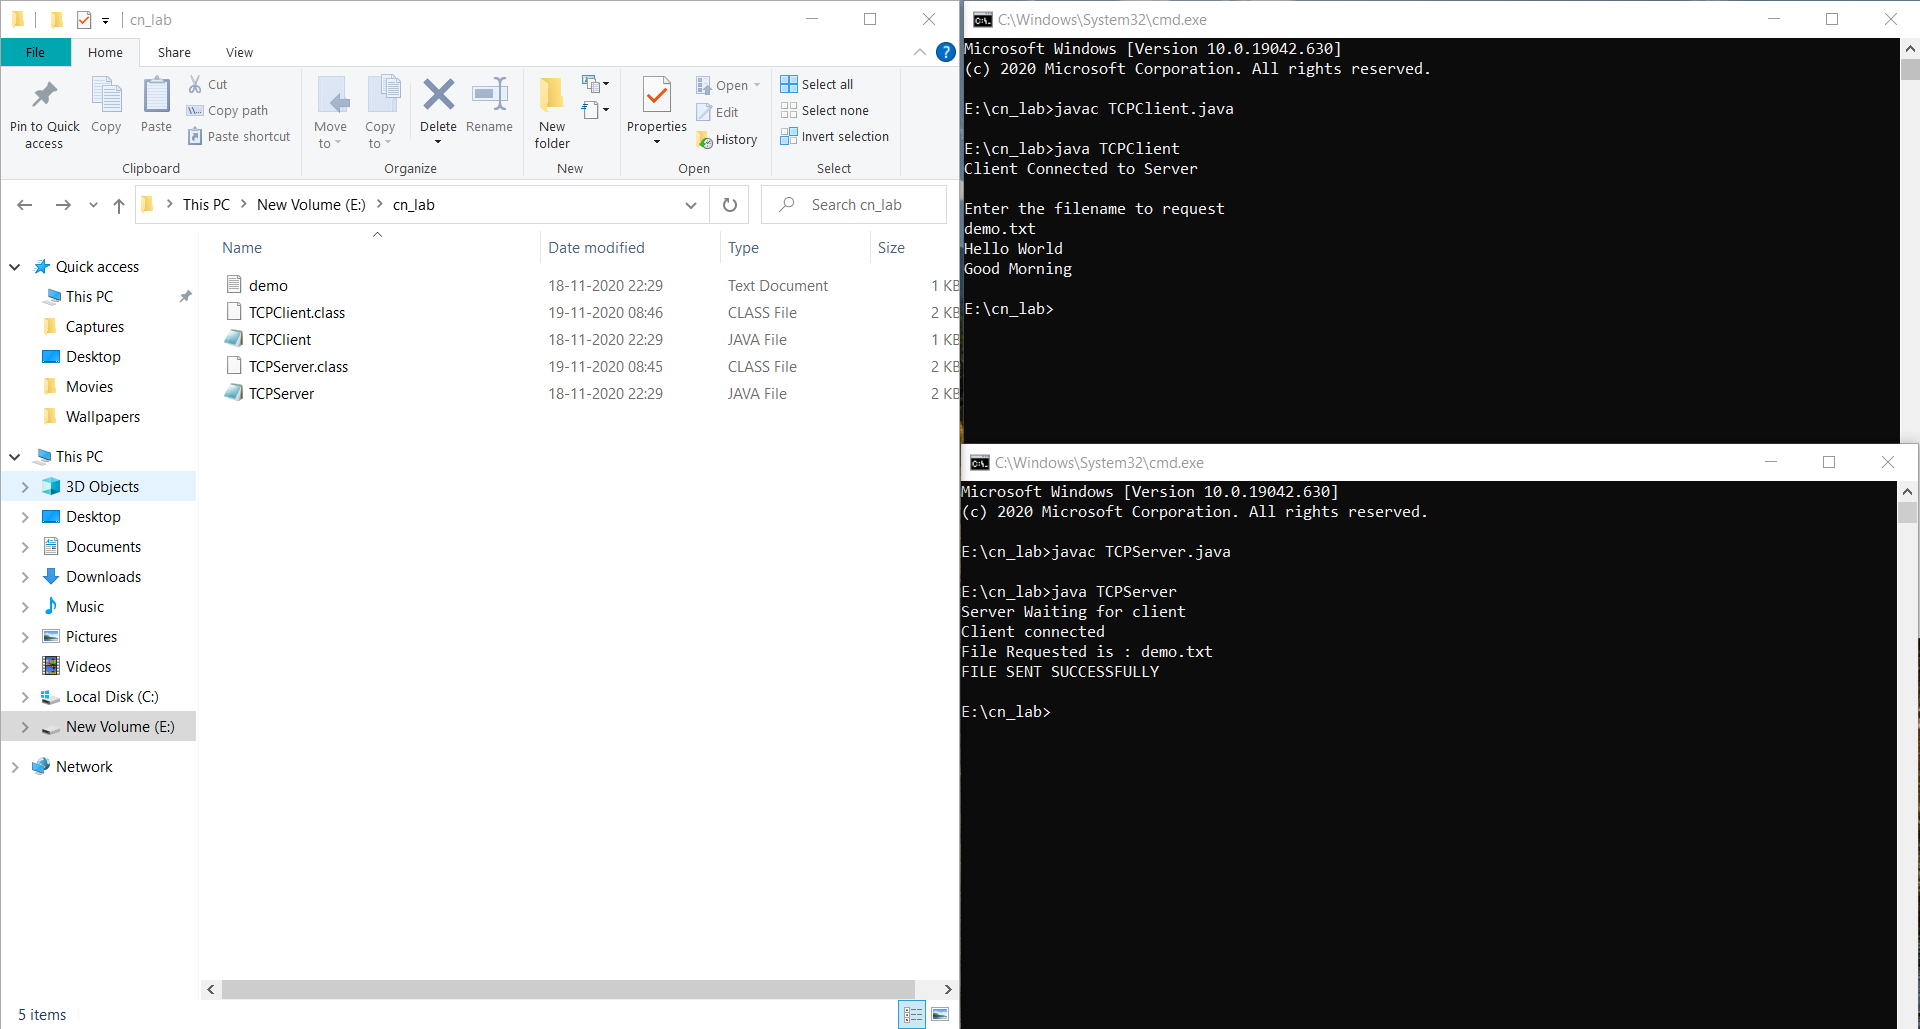 cn_lab
File Home Share View
Pin to Quick access
Copy
Paste
Cut
Copy path
Paste shortcut
Clipboard
Move to
Copy to
Delete
Rename
Organize
New folder
New
Properties
Open
Edit
History
Open
Select all
Select none
Invert selection
Select
This PC New Volume (E:) cn_lab
Search cn_lab
Name Date modified Type Size
demo 18-11-2020 22:29 Text Document 1 KB
TCPClient.class 19-11-2020 08:46 CLASS File 2 KB
TCPClient 18-11-2020 22:29 JAVA File 1 KB
TCPServer.class 19-11-2020 08:45 CLASS File 2 KB
TCPServer 18-11-2020 22:29 JAVA File 2 KB
Quick access
This PC
Captures
Desktop
Movies
Wallpapers
This PC
3D Objects
Desktop
Documents
Downloads
Music
Pictures
Videos
Local Disk (C:)
New Volume (E:)
Network
5 items
C:\Windows\System32\cmd.exe
Microsoft Windows [Version 10.0.19042.630]
(c) 2020 Microsoft Corporation. All rights reserved.
E:\cn_lab>javac TCPClient.java
E:\cn_lab>java TCPClient
Client Connected to Server
Enter the filename to request
demo.txt
Hello World
Good Morning
E:\cn_lab>
C:\Windows\System32\cmd.exe
Microsoft Windows [Version 10.0.19042.630]
(c) 2020 Microsoft Corporation. All rights reserved.
E:\cn_lab>javac TCPServer.java
E:\cn_lab>java TCPServer
Server Waiting for client
Client connected
File Requested is : demo.txt
FILE SENT SUCCESSFULLY
E:\cn_lab>